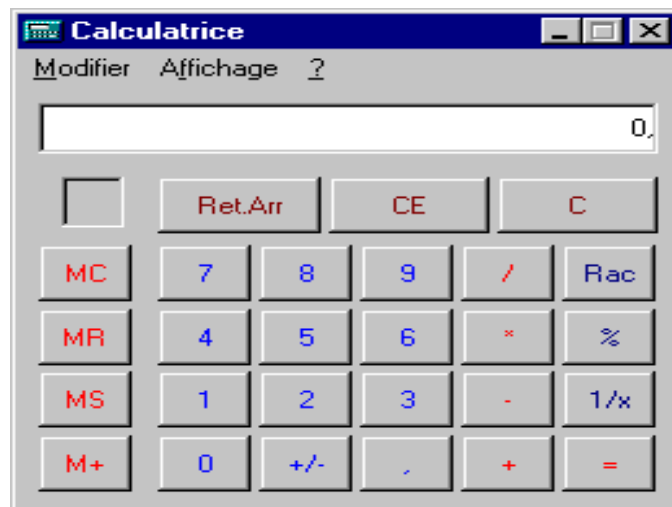 Calculatrice
Modifier Affichage ?
0,
Ret.Arr CE C
MC 7 8 9 / Rac
MR 4 5 6 * %
MS 1 2 3 - 1/x
M+ 0 +/- , + =